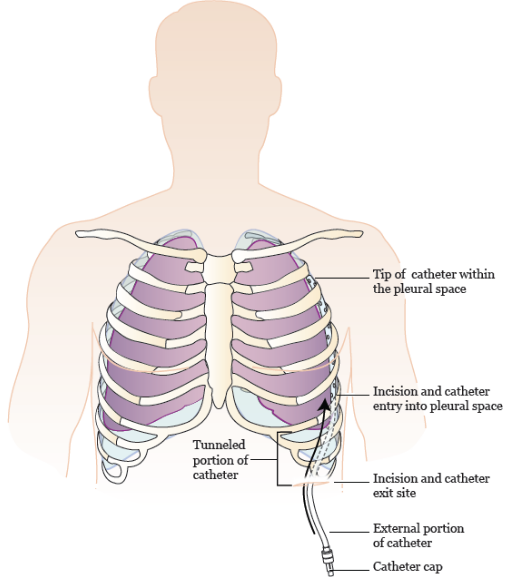 Tip of catheter within
the pleural space
Incision and catheter
entry into pleural space
Tunneled
portion of
catheter
Incision and catheter
exit site
External portion
of catheter
Catheter cap